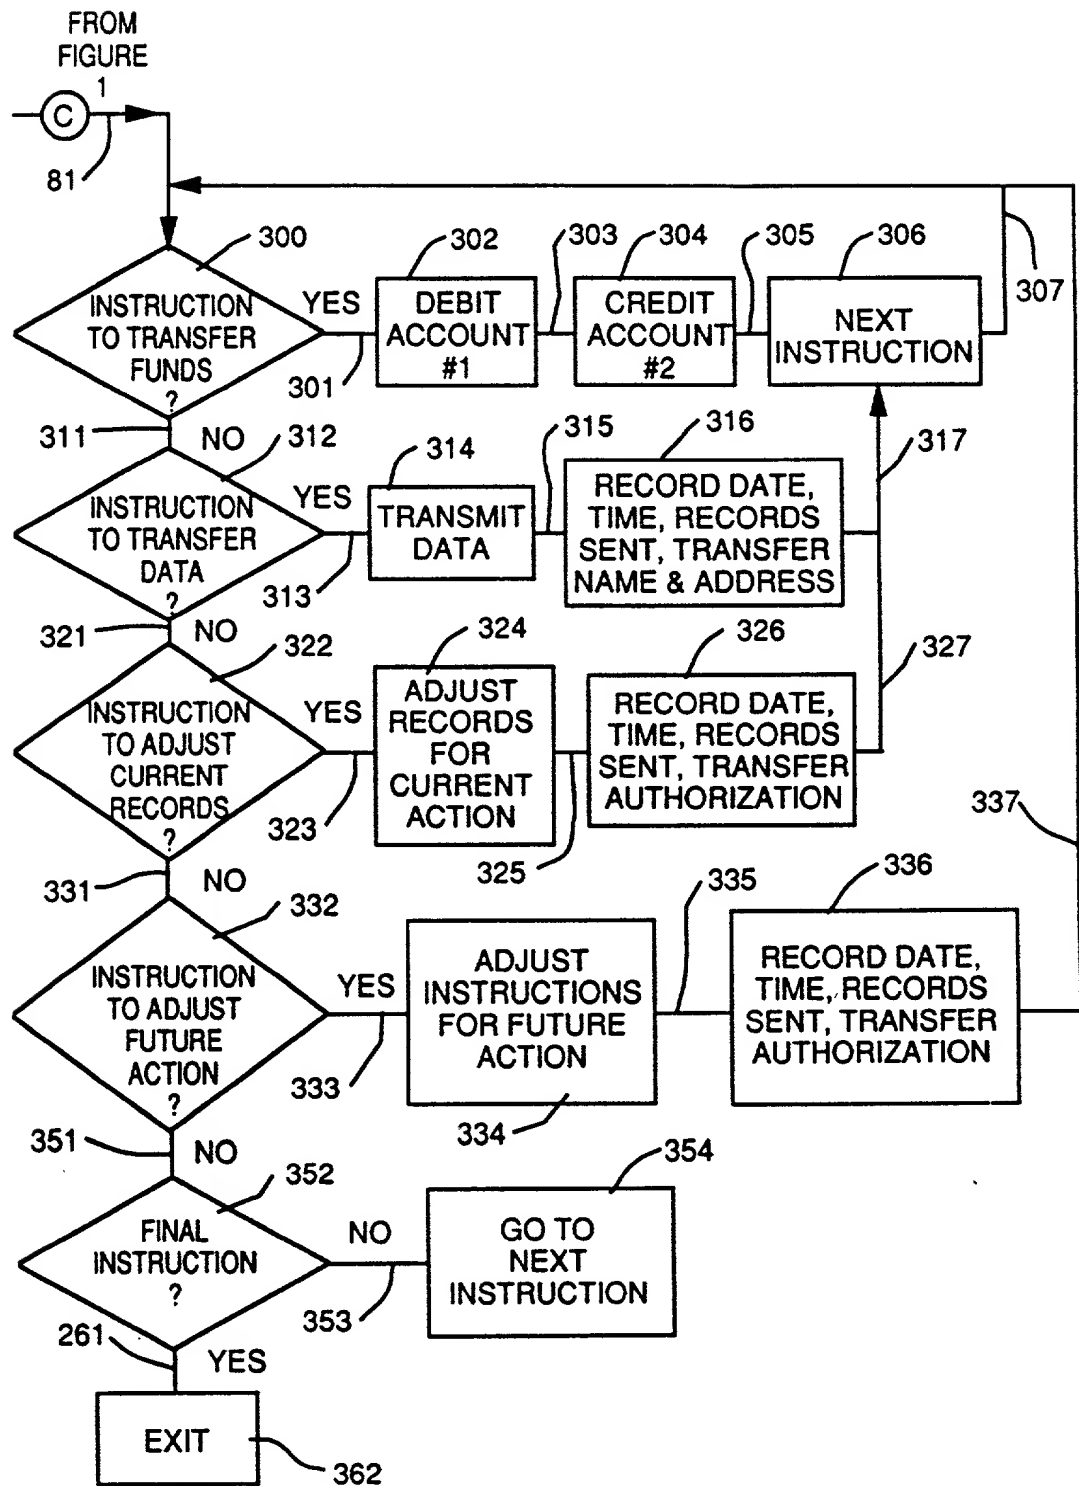 FROM
FIGURE
1
C
81
300
INSTRUCTION
TO TRANSFER
FUNDS
?
YES
301
302
DEBIT
ACCOUNT
#1
303
304
CREDIT
ACCOUNT
#2
305
306
NEXT
INSTRUCTION
307
311
NO
312
INSTRUCTION
TO TRANSFER
DATA
?
YES
313
314
TRANSMIT
DATA
315
316
RECORD DATE,
TIME, RECORDS
SENT, TRANSFER
NAME & ADDRESS
317
321
NO
322
INSTRUCTION
TO ADJUST
CURRENT
RECORDS
?
YES
323
324
ADJUST
RECORDS
FOR
CURRENT
ACTION
325
326
RECORD DATE,
TIME, RECORDS
SENT, TRANSFER
AUTHORIZATION
327
331
NO
332
INSTRUCTION
TO ADJUST
FUTURE
ACTION
?
YES
333
ADJUST
INSTRUCTIONS
FOR FUTURE
ACTION
334
335
336
RECORD DATE,
TIME, RECORDS
SENT, TRANSFER
AUTHORIZATION
337
351
NO
352
FINAL
INSTRUCTION
?
NO
353
354
GO TO
NEXT
INSTRUCTION
261
YES
EXIT
362